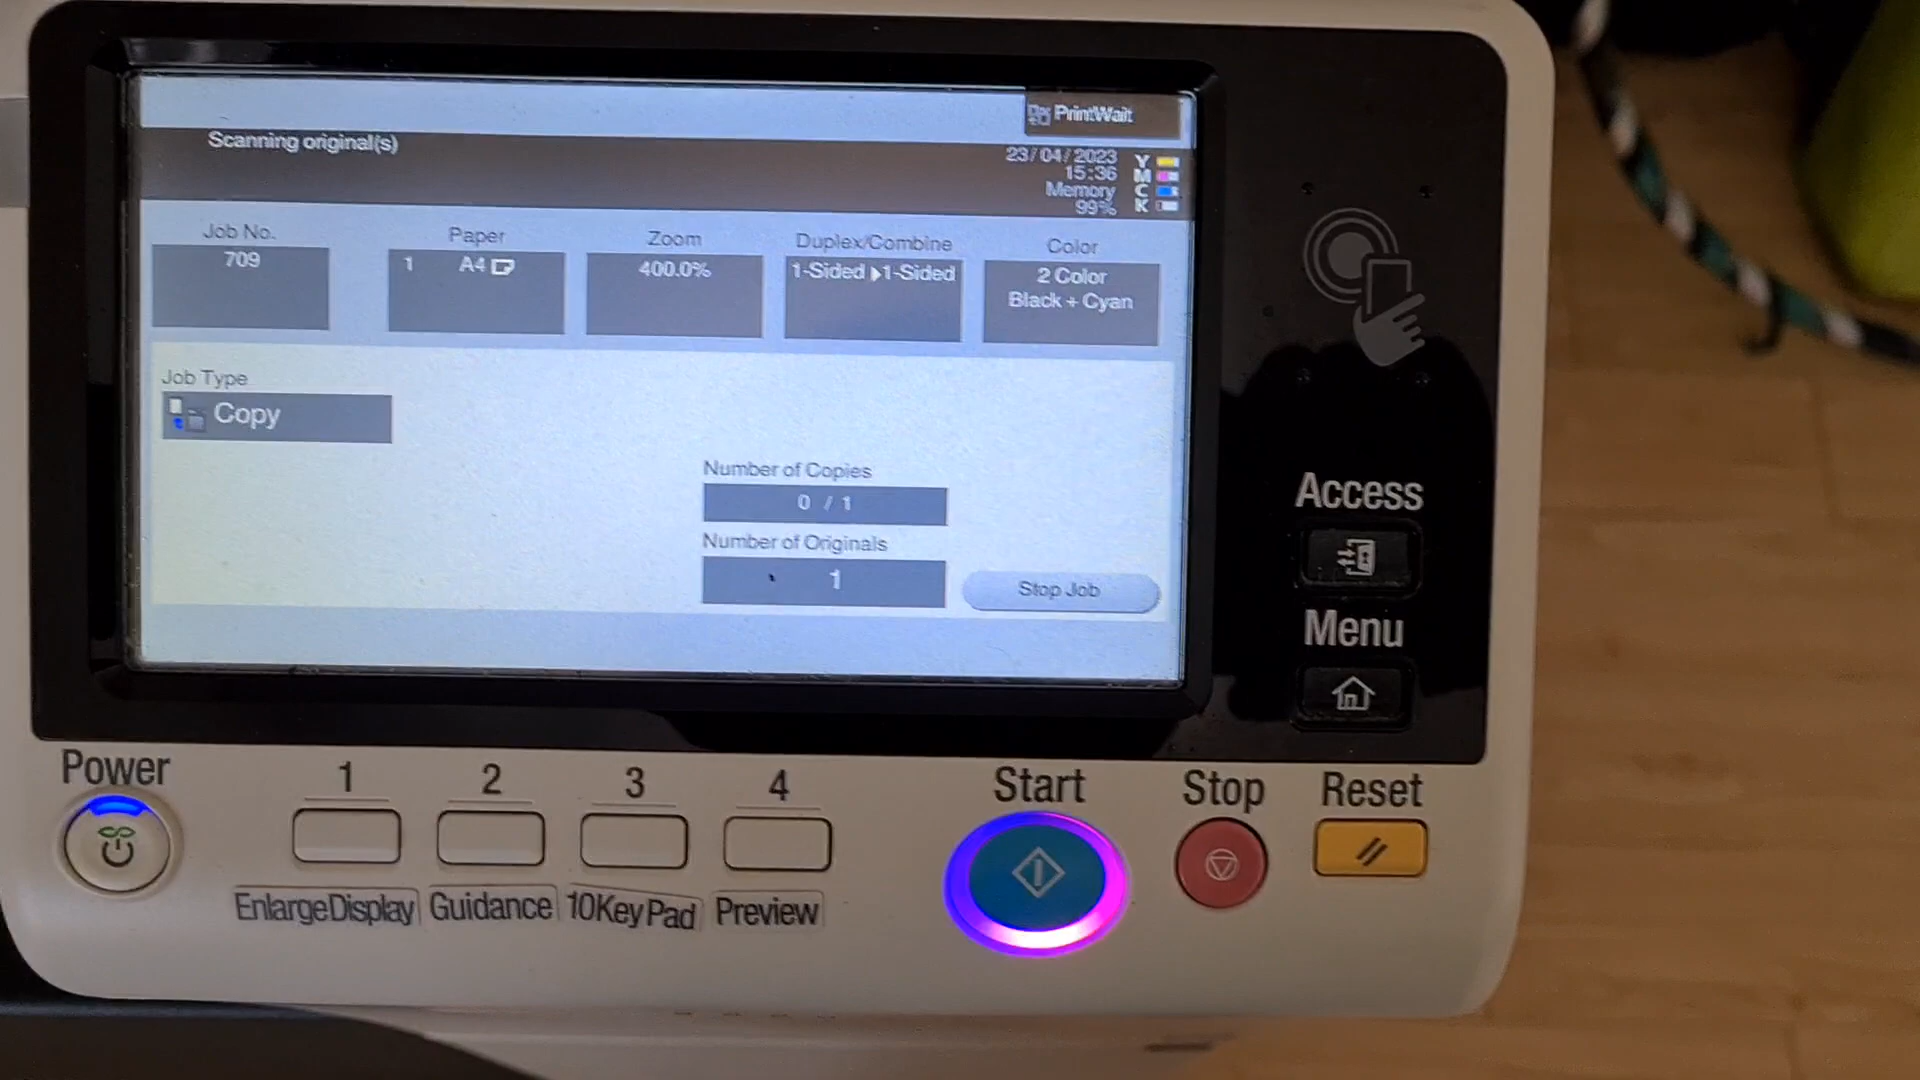 PrintWait
Scanning original(s)
23/04/2023
15:36
Memory
99%
Y
M
C
K
Job No.
709
Paper
1 A4
Zoom
400.0%
Duplex/Combine
1-Sided ▶1-Sided
Color
2 Color
Black + Cyan
Job Type
Copy
Number of Copies
0 / 1
Number of Originals
1
Stop Job
Access
Menu
Power
1
2
3
4
Start
Stop
Reset
EnlargeDisplay
Guidance
10KeyPad
Preview